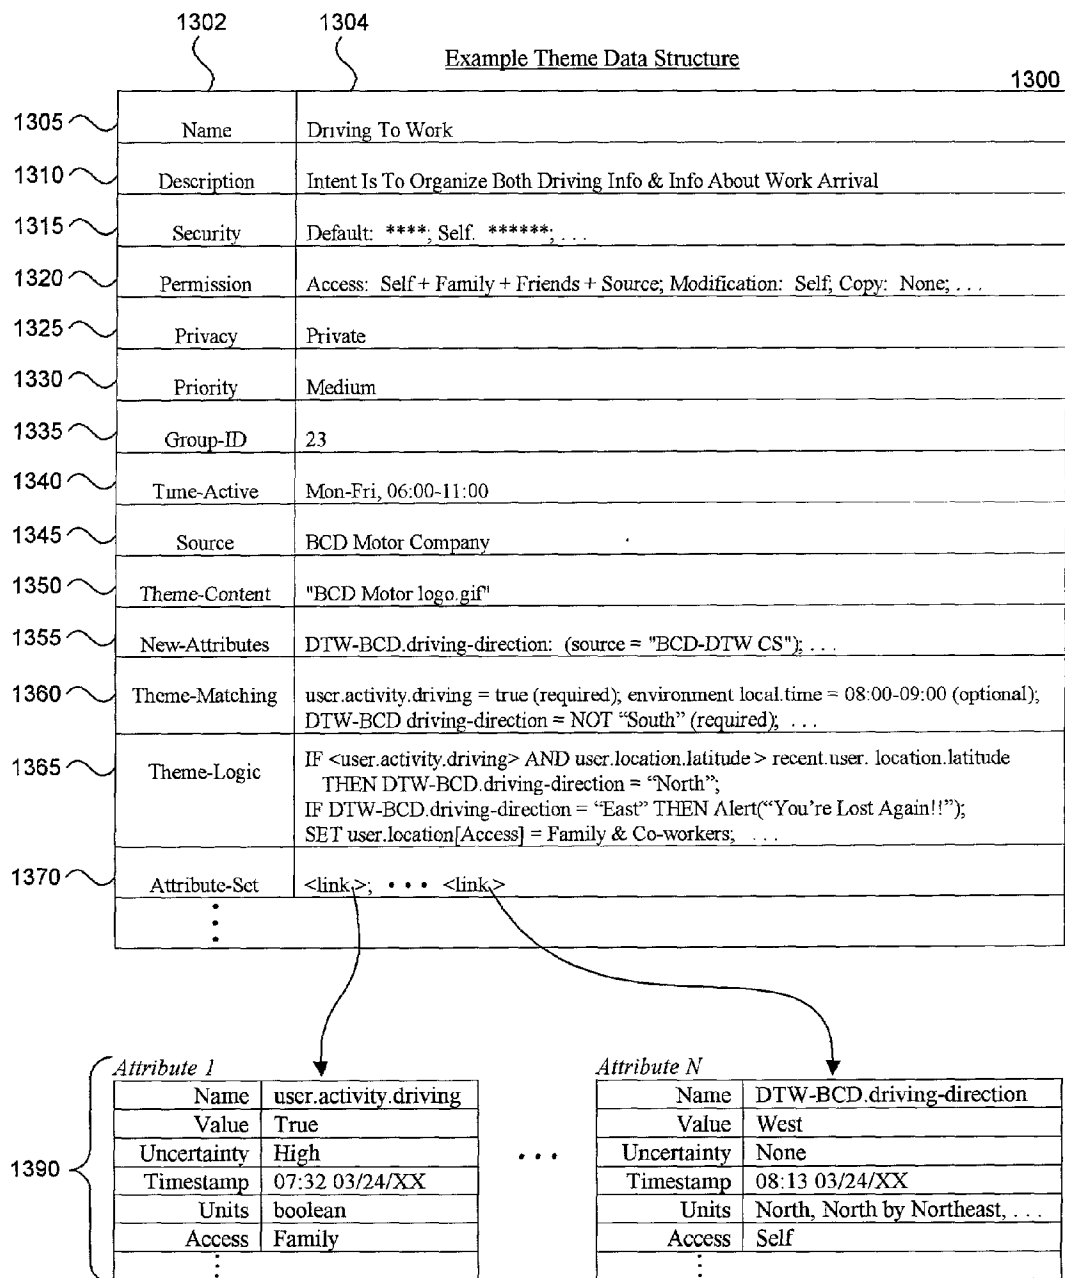 1302 1304
Example Theme Data Structure
1300
1305 Name Driving To Work
1310 Description Intent Is To Organize Both Driving Info & Info About Work Arrival
1315 Security Default: ****; Self. ******; . . .
1320 Permission Access: Self + Family + Friends + Source; Modification: Self; Copy: None; . . .
1325 Privacy Private
1330 Priority Medium
1335 Group-ID 23
1340 Time-Active Mon-Fri, 06:00-11:00
1345 Source BCD Motor Company
1350 Theme-Content "BCD Motor logo.gif"
1355 New-Attributes DTW-BCD.driving-direction: (source = "BCD-DTW CS"); . . .
1360 Theme-Matching user.activity.driving = true (required); environment local.time = 08:00-09:00 (optional);
DTW-BCD driving-direction = NOT “South” (required); . . .
1365 Theme-Logic IF <user.activity.driving> AND user.location.latitude > recent.user. location.latitude
THEN DTW-BCD.driving-direction = “North”;
IF DTW-BCD.driving-direction = “East” THEN Alert(“You’re Lost Again!!”);
SET user.location[Access] = Family & Co-workers; . . .
1370 Attribute-Set <link>; • • • <link>
1390
Attribute 1
Name user.activity.driving
Value True
Uncertainty High
Timestamp 07:32 03/24/XX
Units boolean
Access Family
• • •
Attribute N
Name DTW-BCD.driving-direction
Value West
Uncertainty None
Timestamp 08:13 03/24/XX
Units North, North by Northeast, . . .
Access Self